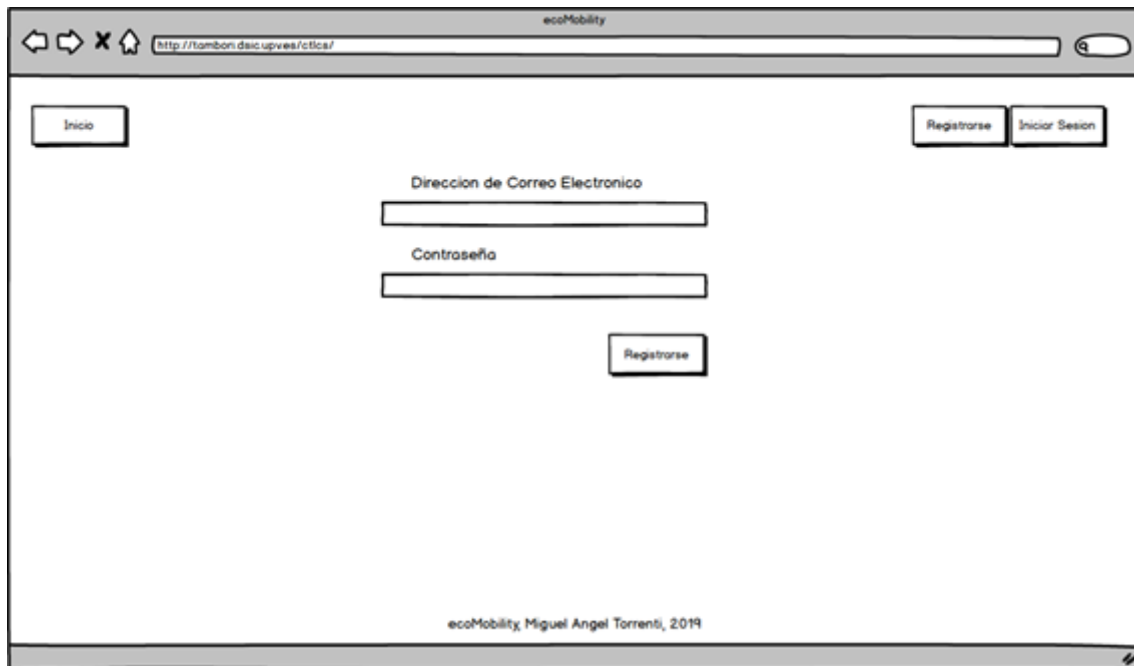 ecoMobility
http://tambori.dsic.upv.es/ctlcs/
Inicio
Registrarse
Iniciar Sesion
Direccion de Correo Electronico
Contraseña
Registrarse
ecoMobility, Miguel Angel Torrenti, 2019